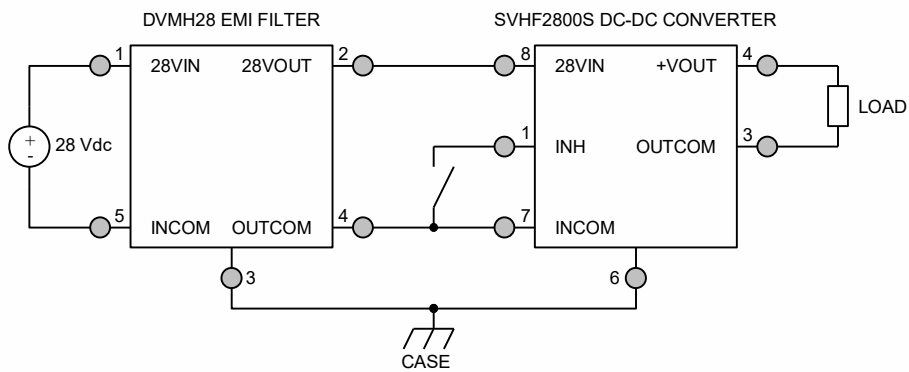 DVMH28 EMI FILTER
SVHF2800S DC-DC CONVERTER
1
28VIN
28VOUT
2
8
28VIN
+VOUT
4
+
-
28 Vdc
1
INH
OUTCOM
3
LOAD
5
INCOM
OUTCOM
4
7
INCOM
3
6
CASE